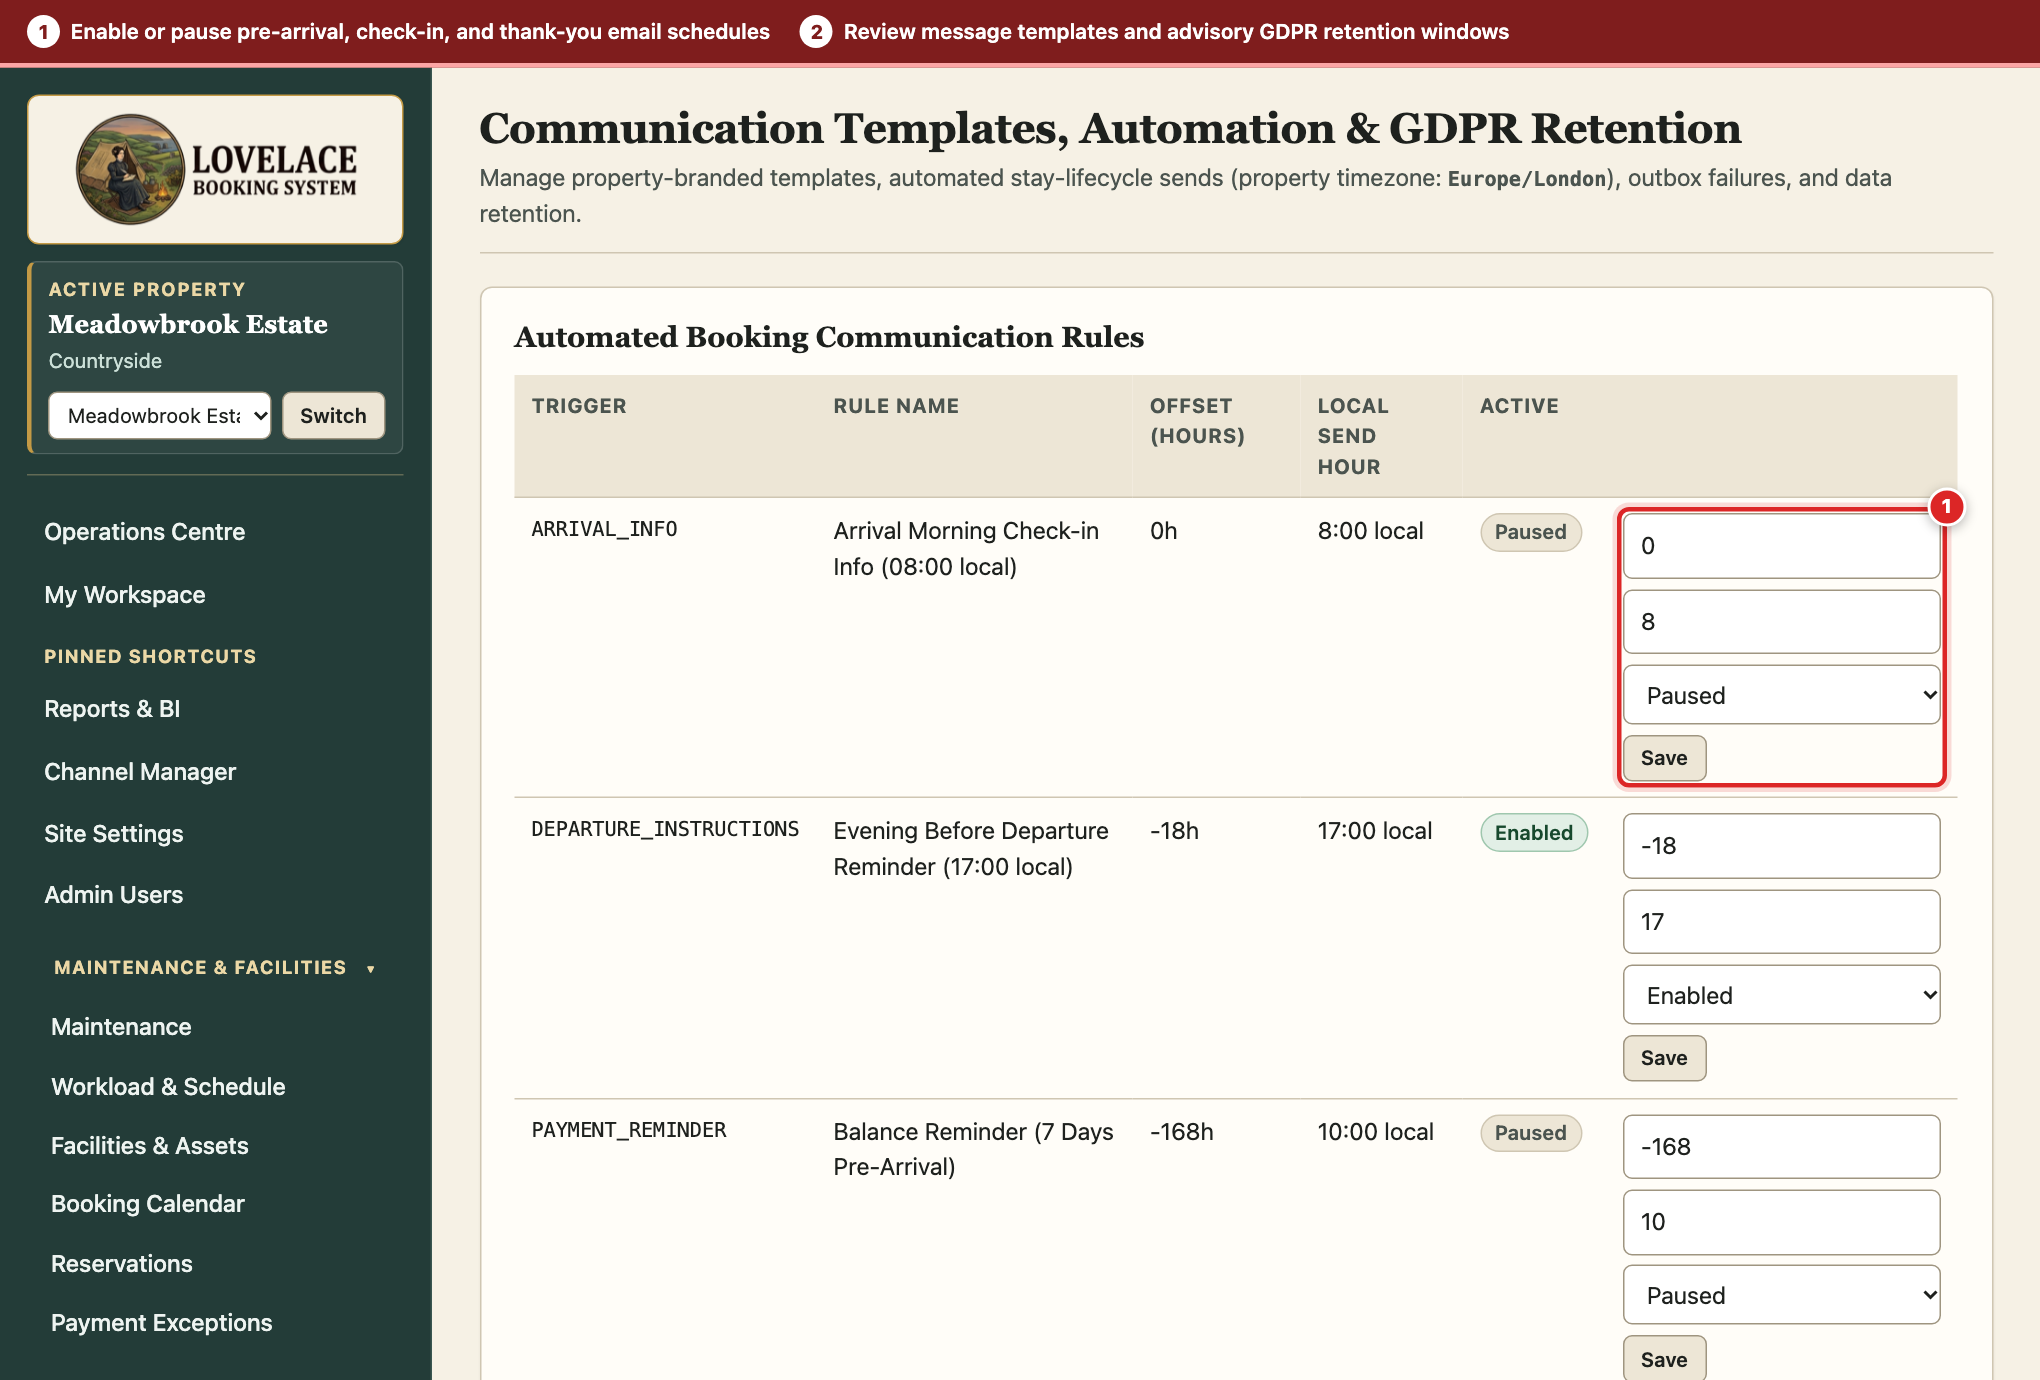 1 Enable or pause pre-arrival, check-in, and thank-you email schedules 2 Review message templates and advisory GDPR retention windows
LOVELACE
BOOKING SYSTEM
ACTIVE PROPERTY
Meadowbrook Estate
Countryside
Meadowbrook Esta Switch
Operations Centre
My Workspace
PINNED SHORTCUTS
Reports & BI
Channel Manager
Site Settings
Admin Users
MAINTENANCE & FACILITIES ▾
Maintenance
Workload & Schedule
Facilities & Assets
Booking Calendar
Reservations
Payment Exceptions
Communication Templates, Automation & GDPR Retention
Manage property-branded templates, automated stay-lifecycle sends (property timezone: Europe/London), outbox failures, and data
retention.
Automated Booking Communication Rules
TRIGGER RULE NAME OFFSET (HOURS) LOCAL SEND HOUR ACTIVE
1
ARRIVAL_INFO Arrival Morning Check-in Info (08:00 local) 0h 8:00 local Paused
0
8
Paused
Save
DEPARTURE_INSTRUCTIONS Evening Before Departure Reminder (17:00 local) -18h 17:00 local Enabled
-18
17
Enabled
Save
PAYMENT_REMINDER Balance Reminder (7 Days Pre-Arrival) -168h 10:00 local Paused
-168
10
Paused
Save